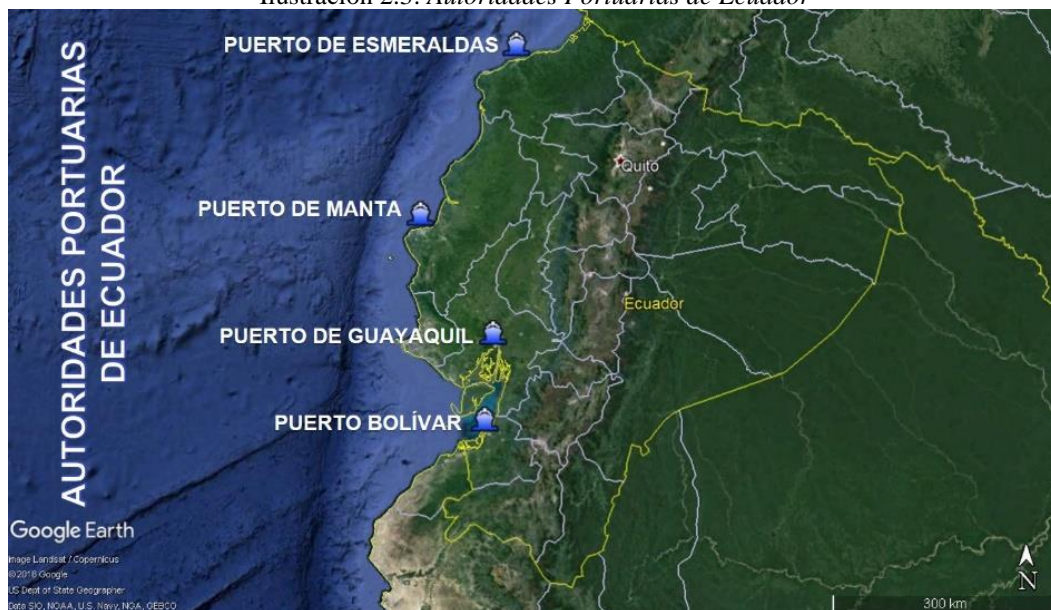 Ilustración 2.3. Autoridades Portuarias de Ecuador
AUTORIDADES PORTUARIAS
DE ECUADOR
PUERTO DE ESMERALDAS
Quito
PUERTO DE MANTA
Ecuador
PUERTO DE GUAYAQUIL
PUERTO BOLÍVAR
Google Earth
Image Landsat / Copernicus
©2018 Google
US Dept of State Geographer
Data SIO, NOAA, U.S. Navy, NGA, GEBCO
N
300 km